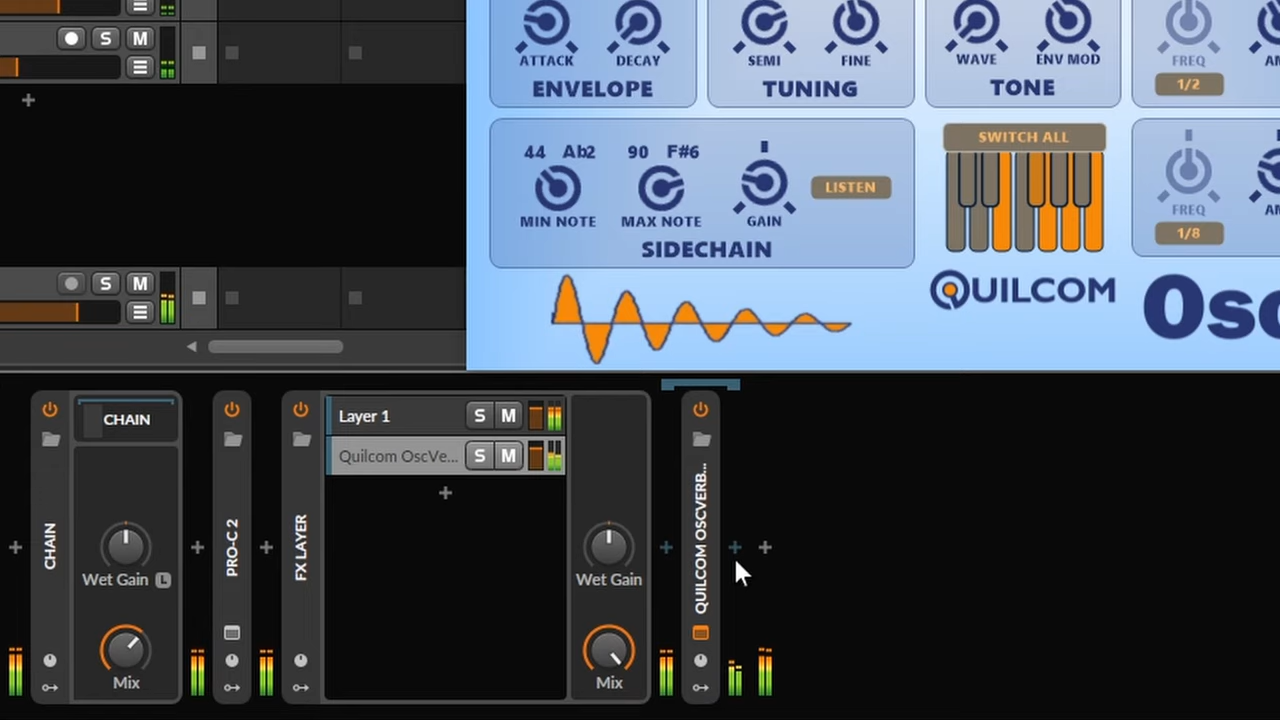 S M
ATTACK DECAY SEMI FINE WAVE ENV MOD FREQ
ENVELOPE TUNING TONE 1/2
SWITCH ALL
44 Ab2 90 F#6
LISTEN
MIN NOTE MAX NOTE GAIN FREQ
1/8
SIDECHAIN
S M
QUILCOM Osc
CHAIN
Layer 1 S M
Quilcom OscVe... S M
CHAIN
PRO-C 2
FX LAYER
QUILCOM OSCVERB...
Wet Gain L
Wet Gain
Mix
Mix